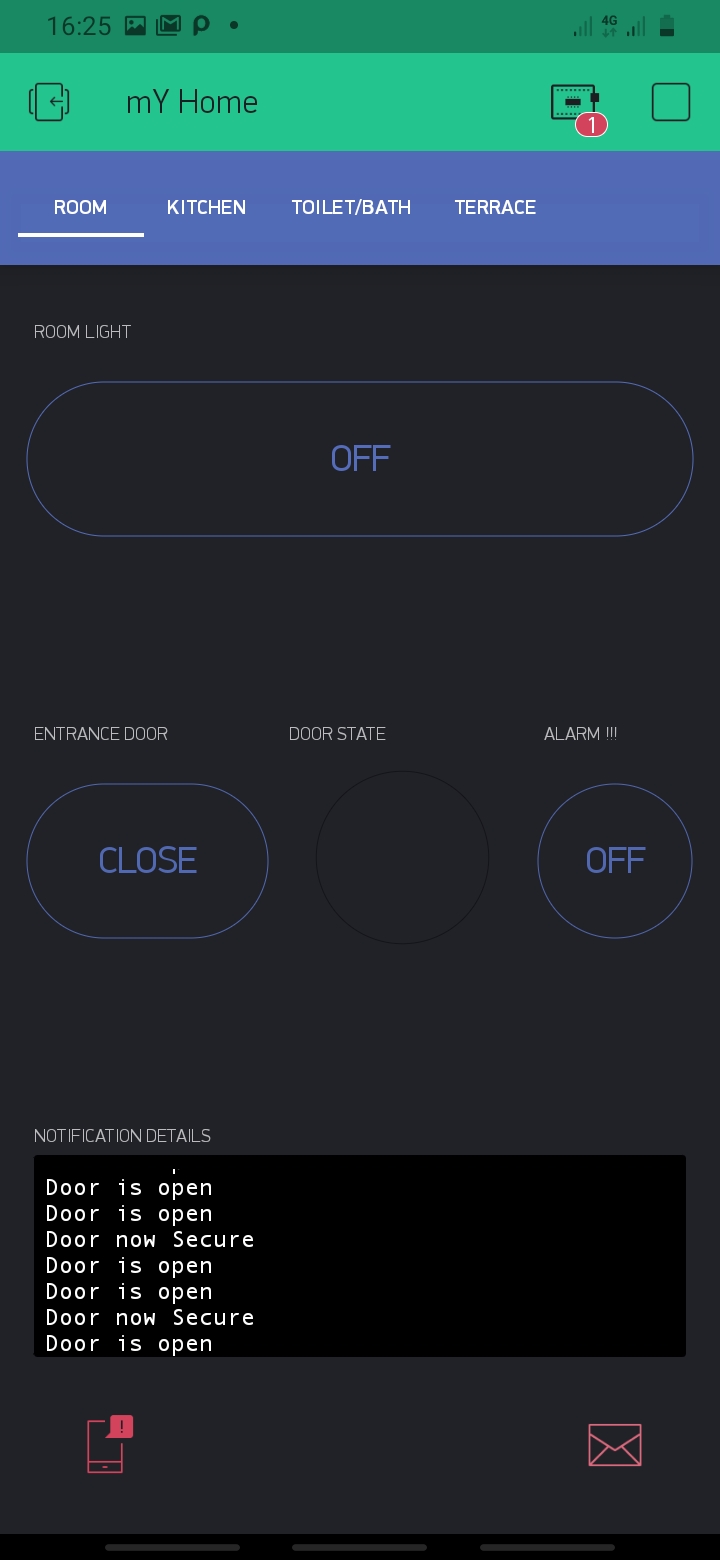 16:25
4G
mY Home
1
ROOM KITCHEN TOILET/BATH TERRACE
ROOM LIGHT
OFF
ENTRANCE DOOR DOOR STATE ALARM !!!
CLOSE OFF
NOTIFICATION DETAILS
Door is open
Door is open
Door now Secure
Door is open
Door is open
Door now Secure
Door is open